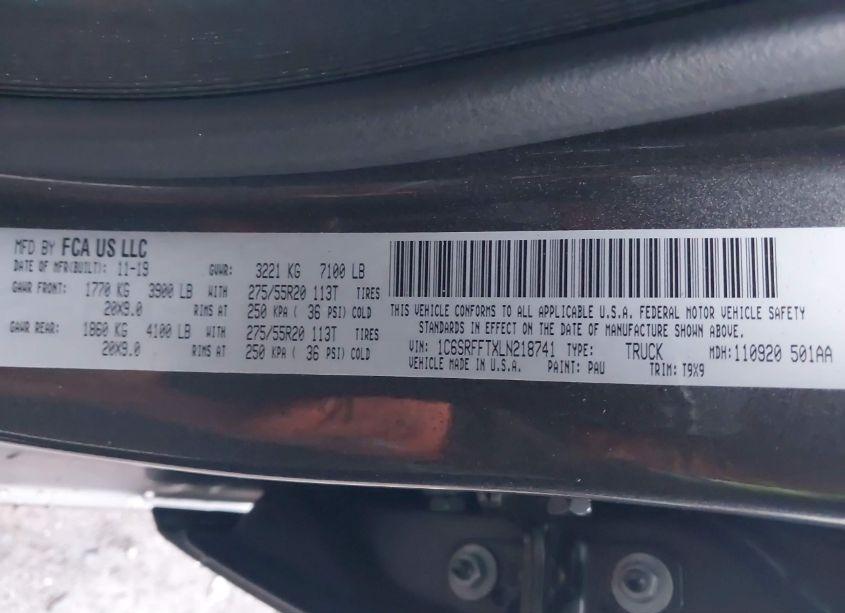 MFD BY FCA US LLC
DATE OF MFR(BUILT): 11-19 GVWR: 3221 KG 7100 LB
GAWR FRONT: 1770 KG 3900 LB WITH 275/55R20 113T TIRES
20X9.0 RIMS AT 250 KPA ( 36 PSI) COLD
GAWR REAR: 1860 KG 4100 LB WITH 275/55R20 113T TIRES
20X9.0 RIMS AT 250 KPA ( 36 PSI) COLD
THIS VEHICLE CONFORMS TO ALL APPLICABLE U.S.A. FEDERAL MOTOR VEHICLE SAFETY
STANDARDS IN EFFECT ON THE DATE OF MANUFACTURE SHOWN ABOVE.
VIN: 1C6SRFFTXLN218741 TYPE: TRUCK MDH:110920 501AA
VEHICLE MADE IN U.S.A. PAINT: PAU TRIM: T9X9